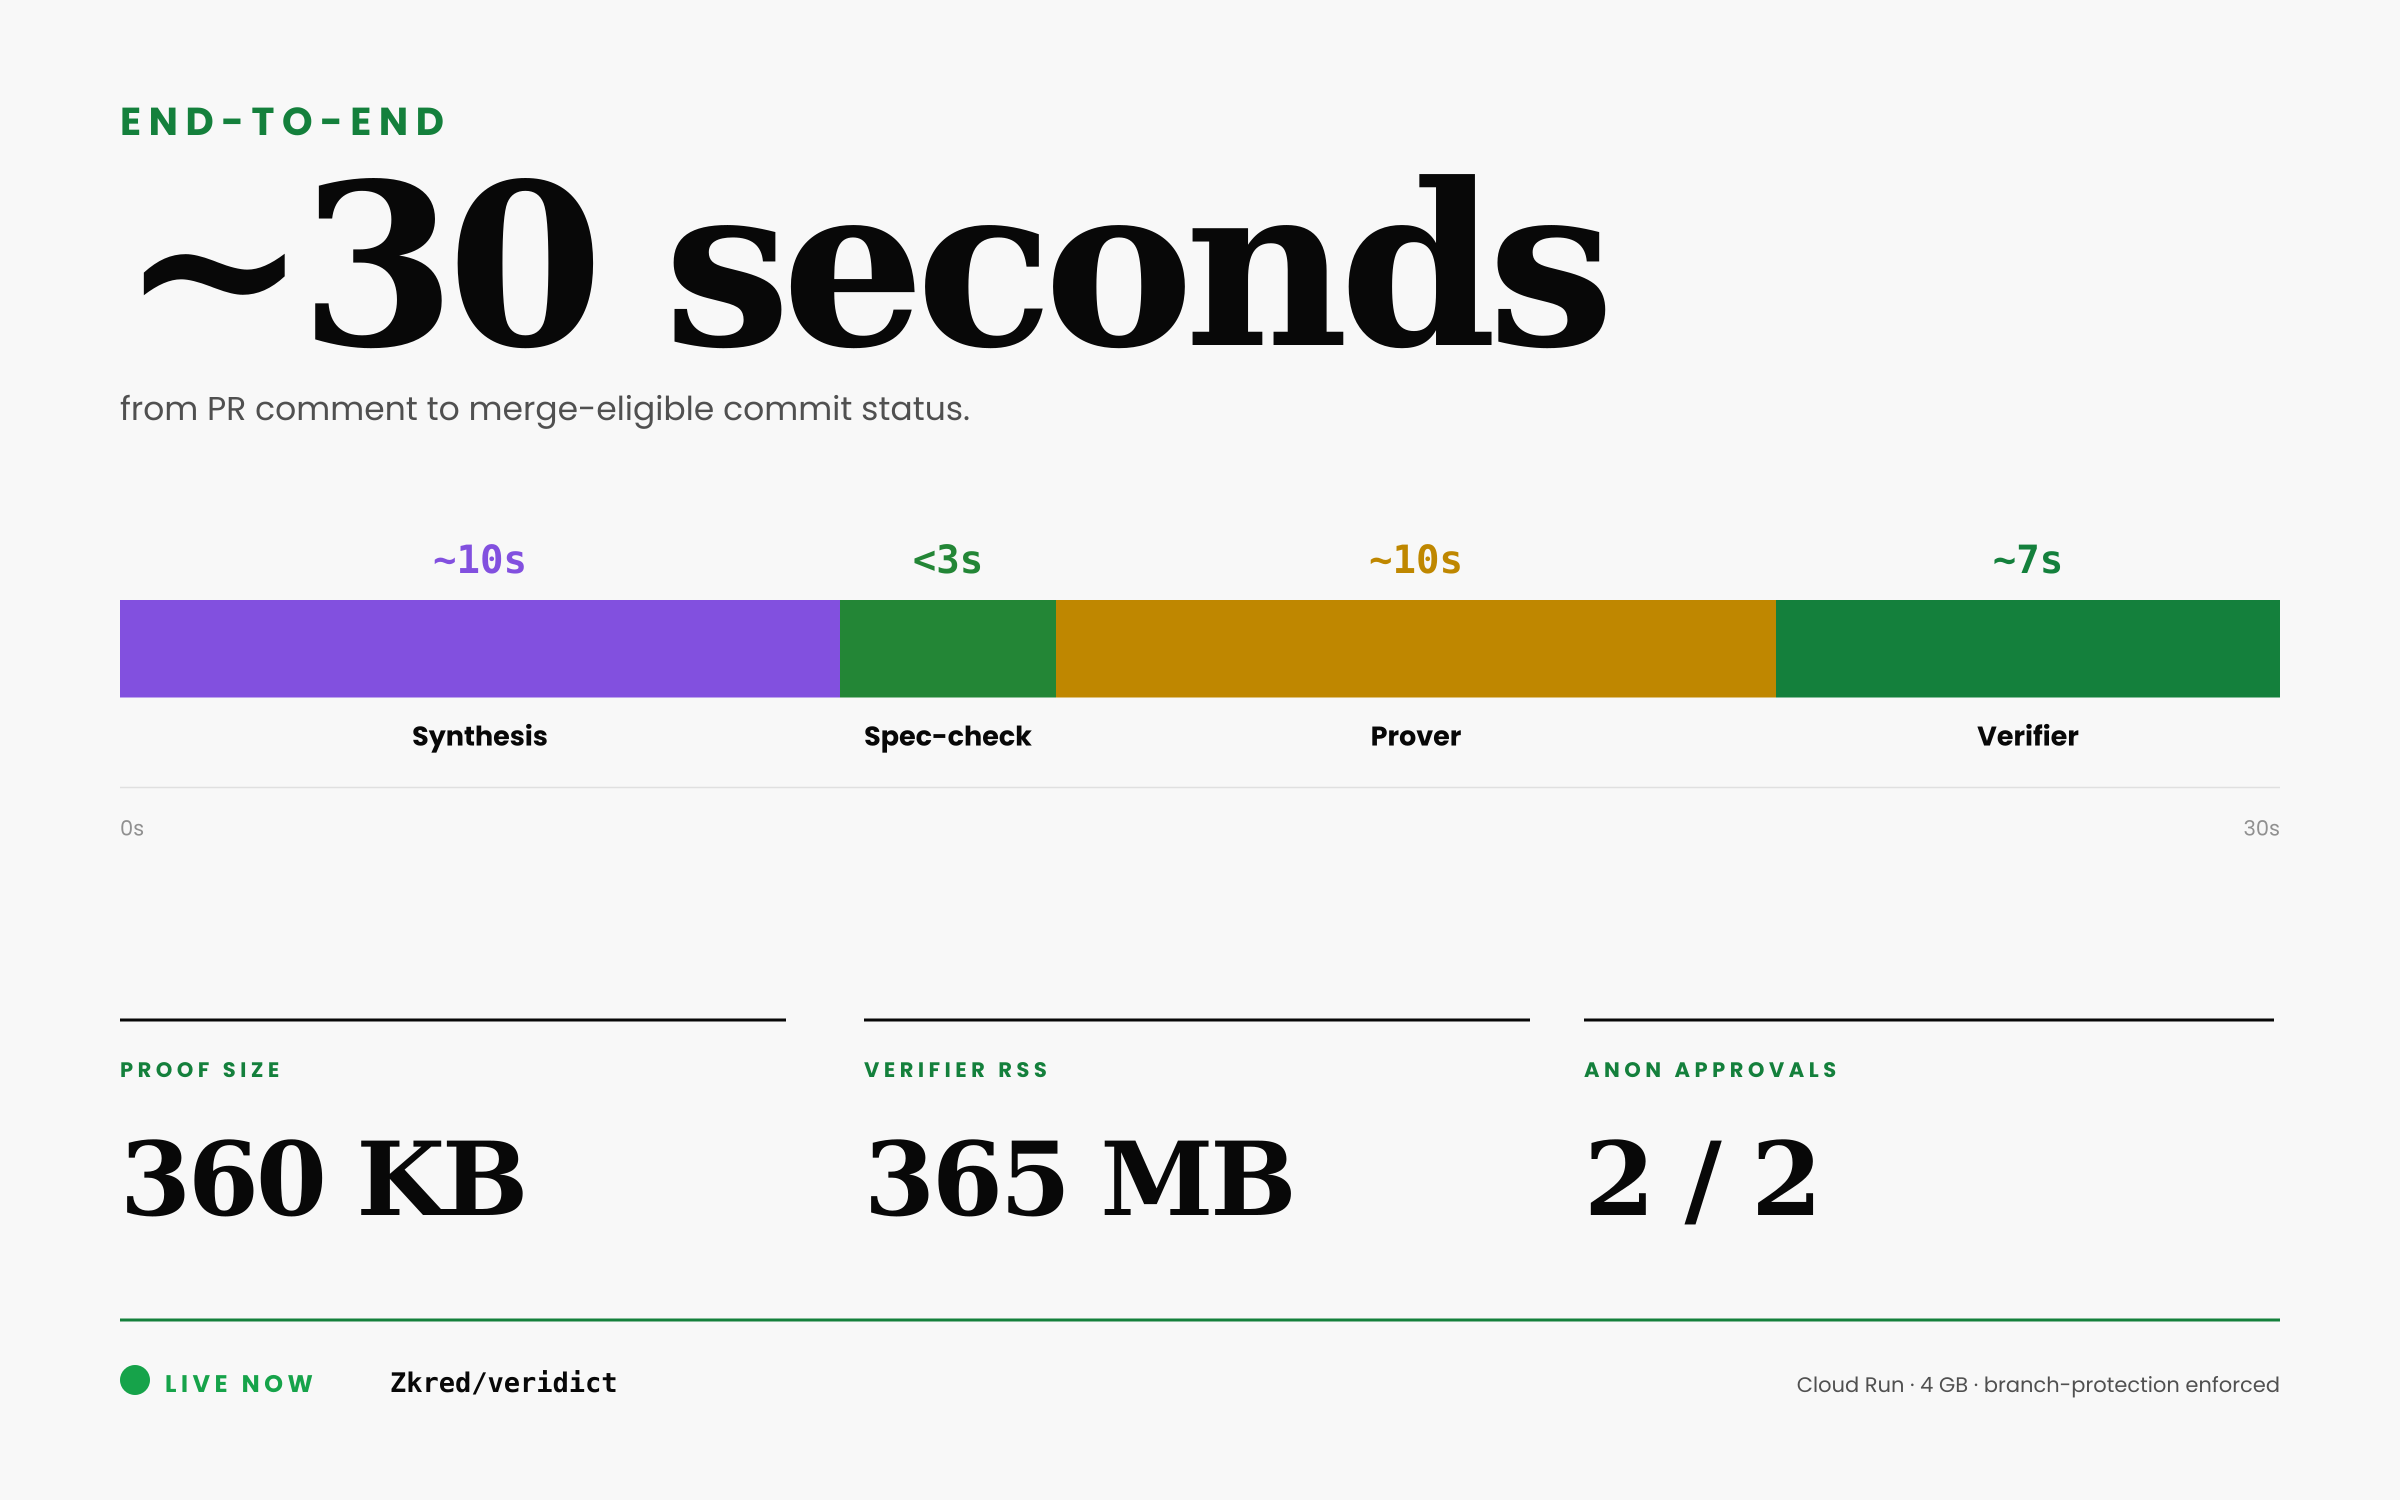 END-TO-END
~30 seconds
from PR comment to merge-eligible commit status.
~10s <3s ~10s ~7s
Synthesis Spec-check Prover Verifier
0s 30s
PROOF SIZE VERIFIER RSS ANON APPROVALS
360 KB 365 MB 2 / 2
LIVE NOW Zkred/veridict Cloud Run · 4 GB · branch-protection enforced